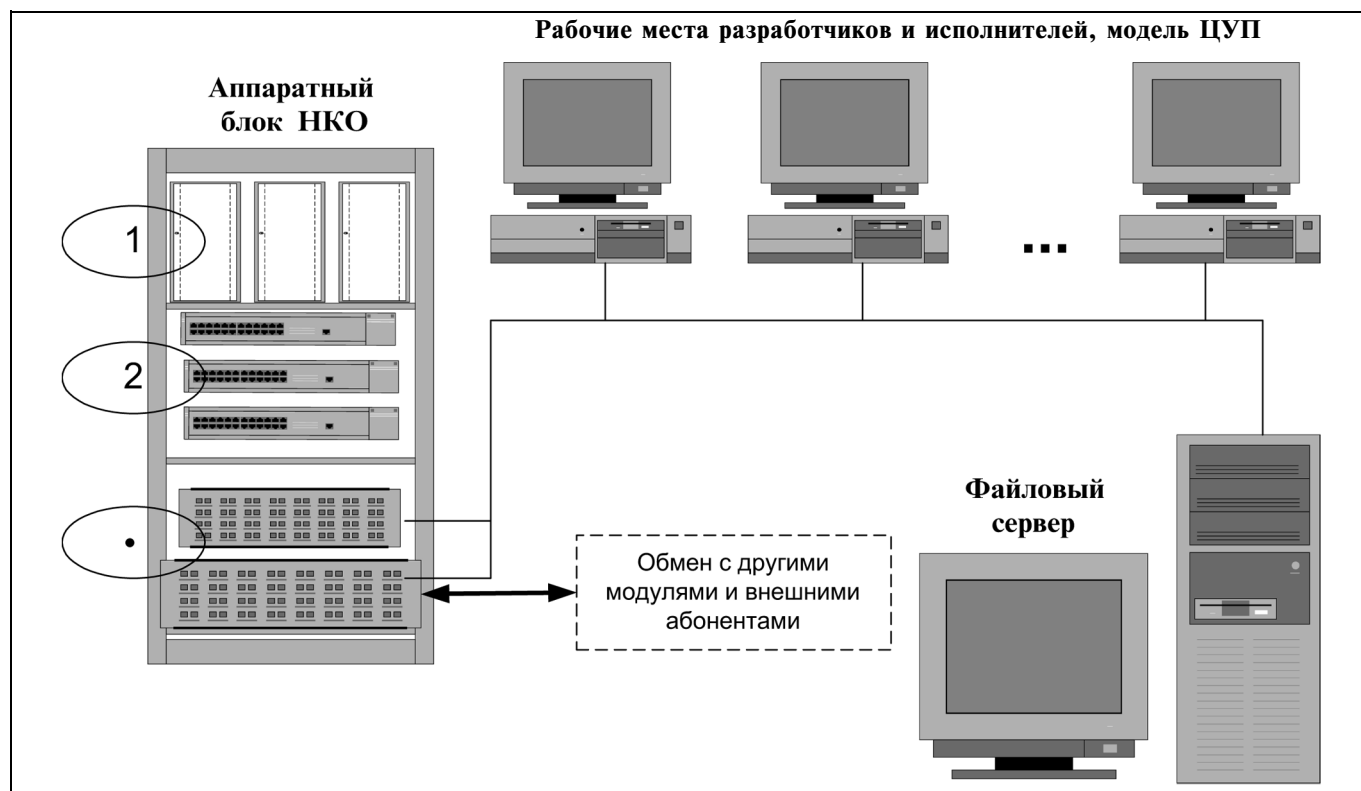 Рабочие места разработчиков и исполнителей, модель ЦУП
Аппаратный
блок НКО
1
2
•
...
Файловый
сервер
Обмен с другими
модулями и внешними
абонентами